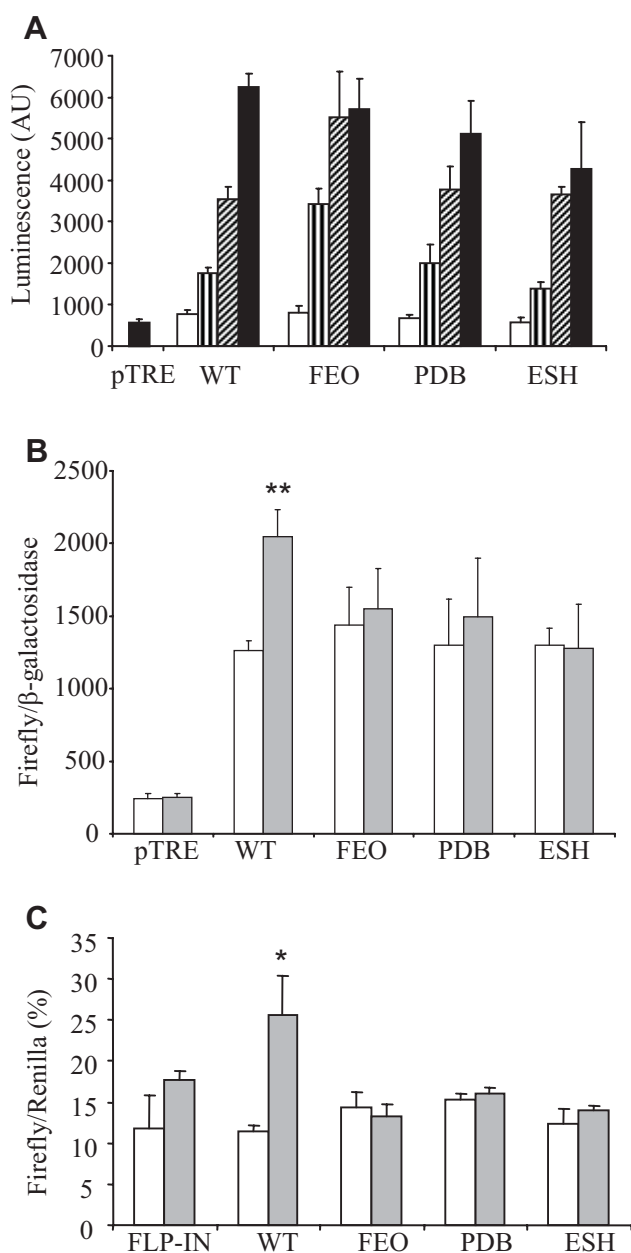 A
Luminescence (AU)
7000
6000
5000
4000
3000
2000
1000
0
pTRE WT FEO PDB ESH
B
Firefly/β-galactosidase
2500
2000
1500
1000
500
0
**
pTRE WT FEO PDB ESH
C
Firefly/Renilla (%)
35
30
25
20
15
10
5
0
*
FLP-IN WT FEO PDB ESH